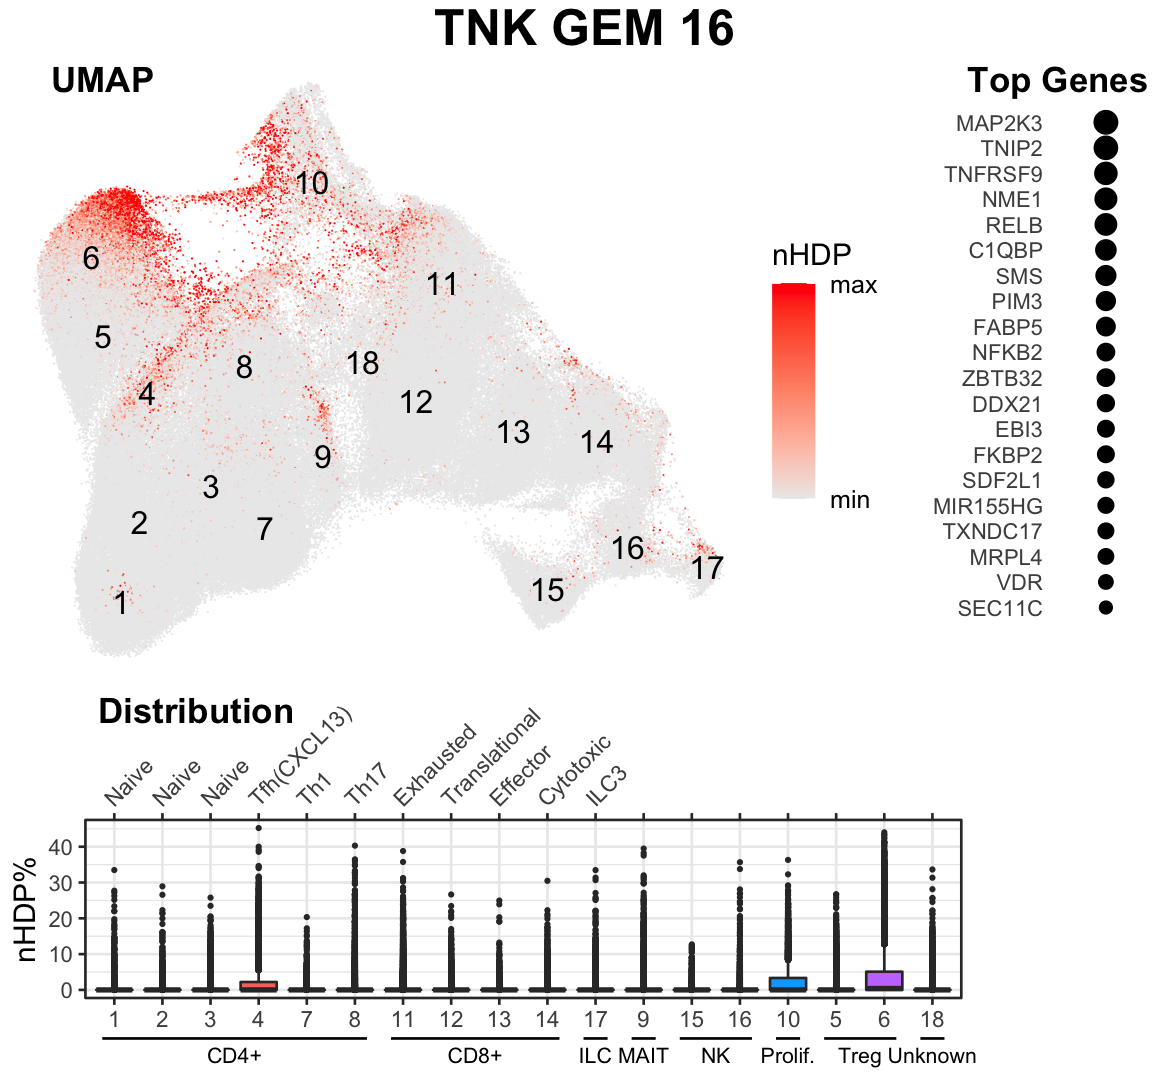 TNK GEM 16
UMAP
10
6
11
5
8
18
4
12
13
14
9
3
2
7
16
17
15
1
nHDP
max
min
Top Genes
MAP2K3
TNIP2
TNFRSF9
NME1
RELB
C1QBP
SMS
PIM3
FABP5
NFKB2
ZBTB32
DDX21
EBI3
FKBP2
SDF2L1
MIR155HG
TXNDC17
MRPL4
VDR
SEC11C
Distribution
Naive Naive Naive Tfh(CXCL13) Th1 Th17 Exhausted Translational Effector Cytotoxic ILC3
nHDP%
40
30
20
10
0
1 2 3 4 7 8 11 12 13 14 17 9 15 16 10 5 6 18
CD4+ CD8+ ILC MAIT NK Prolif. Treg Unknown